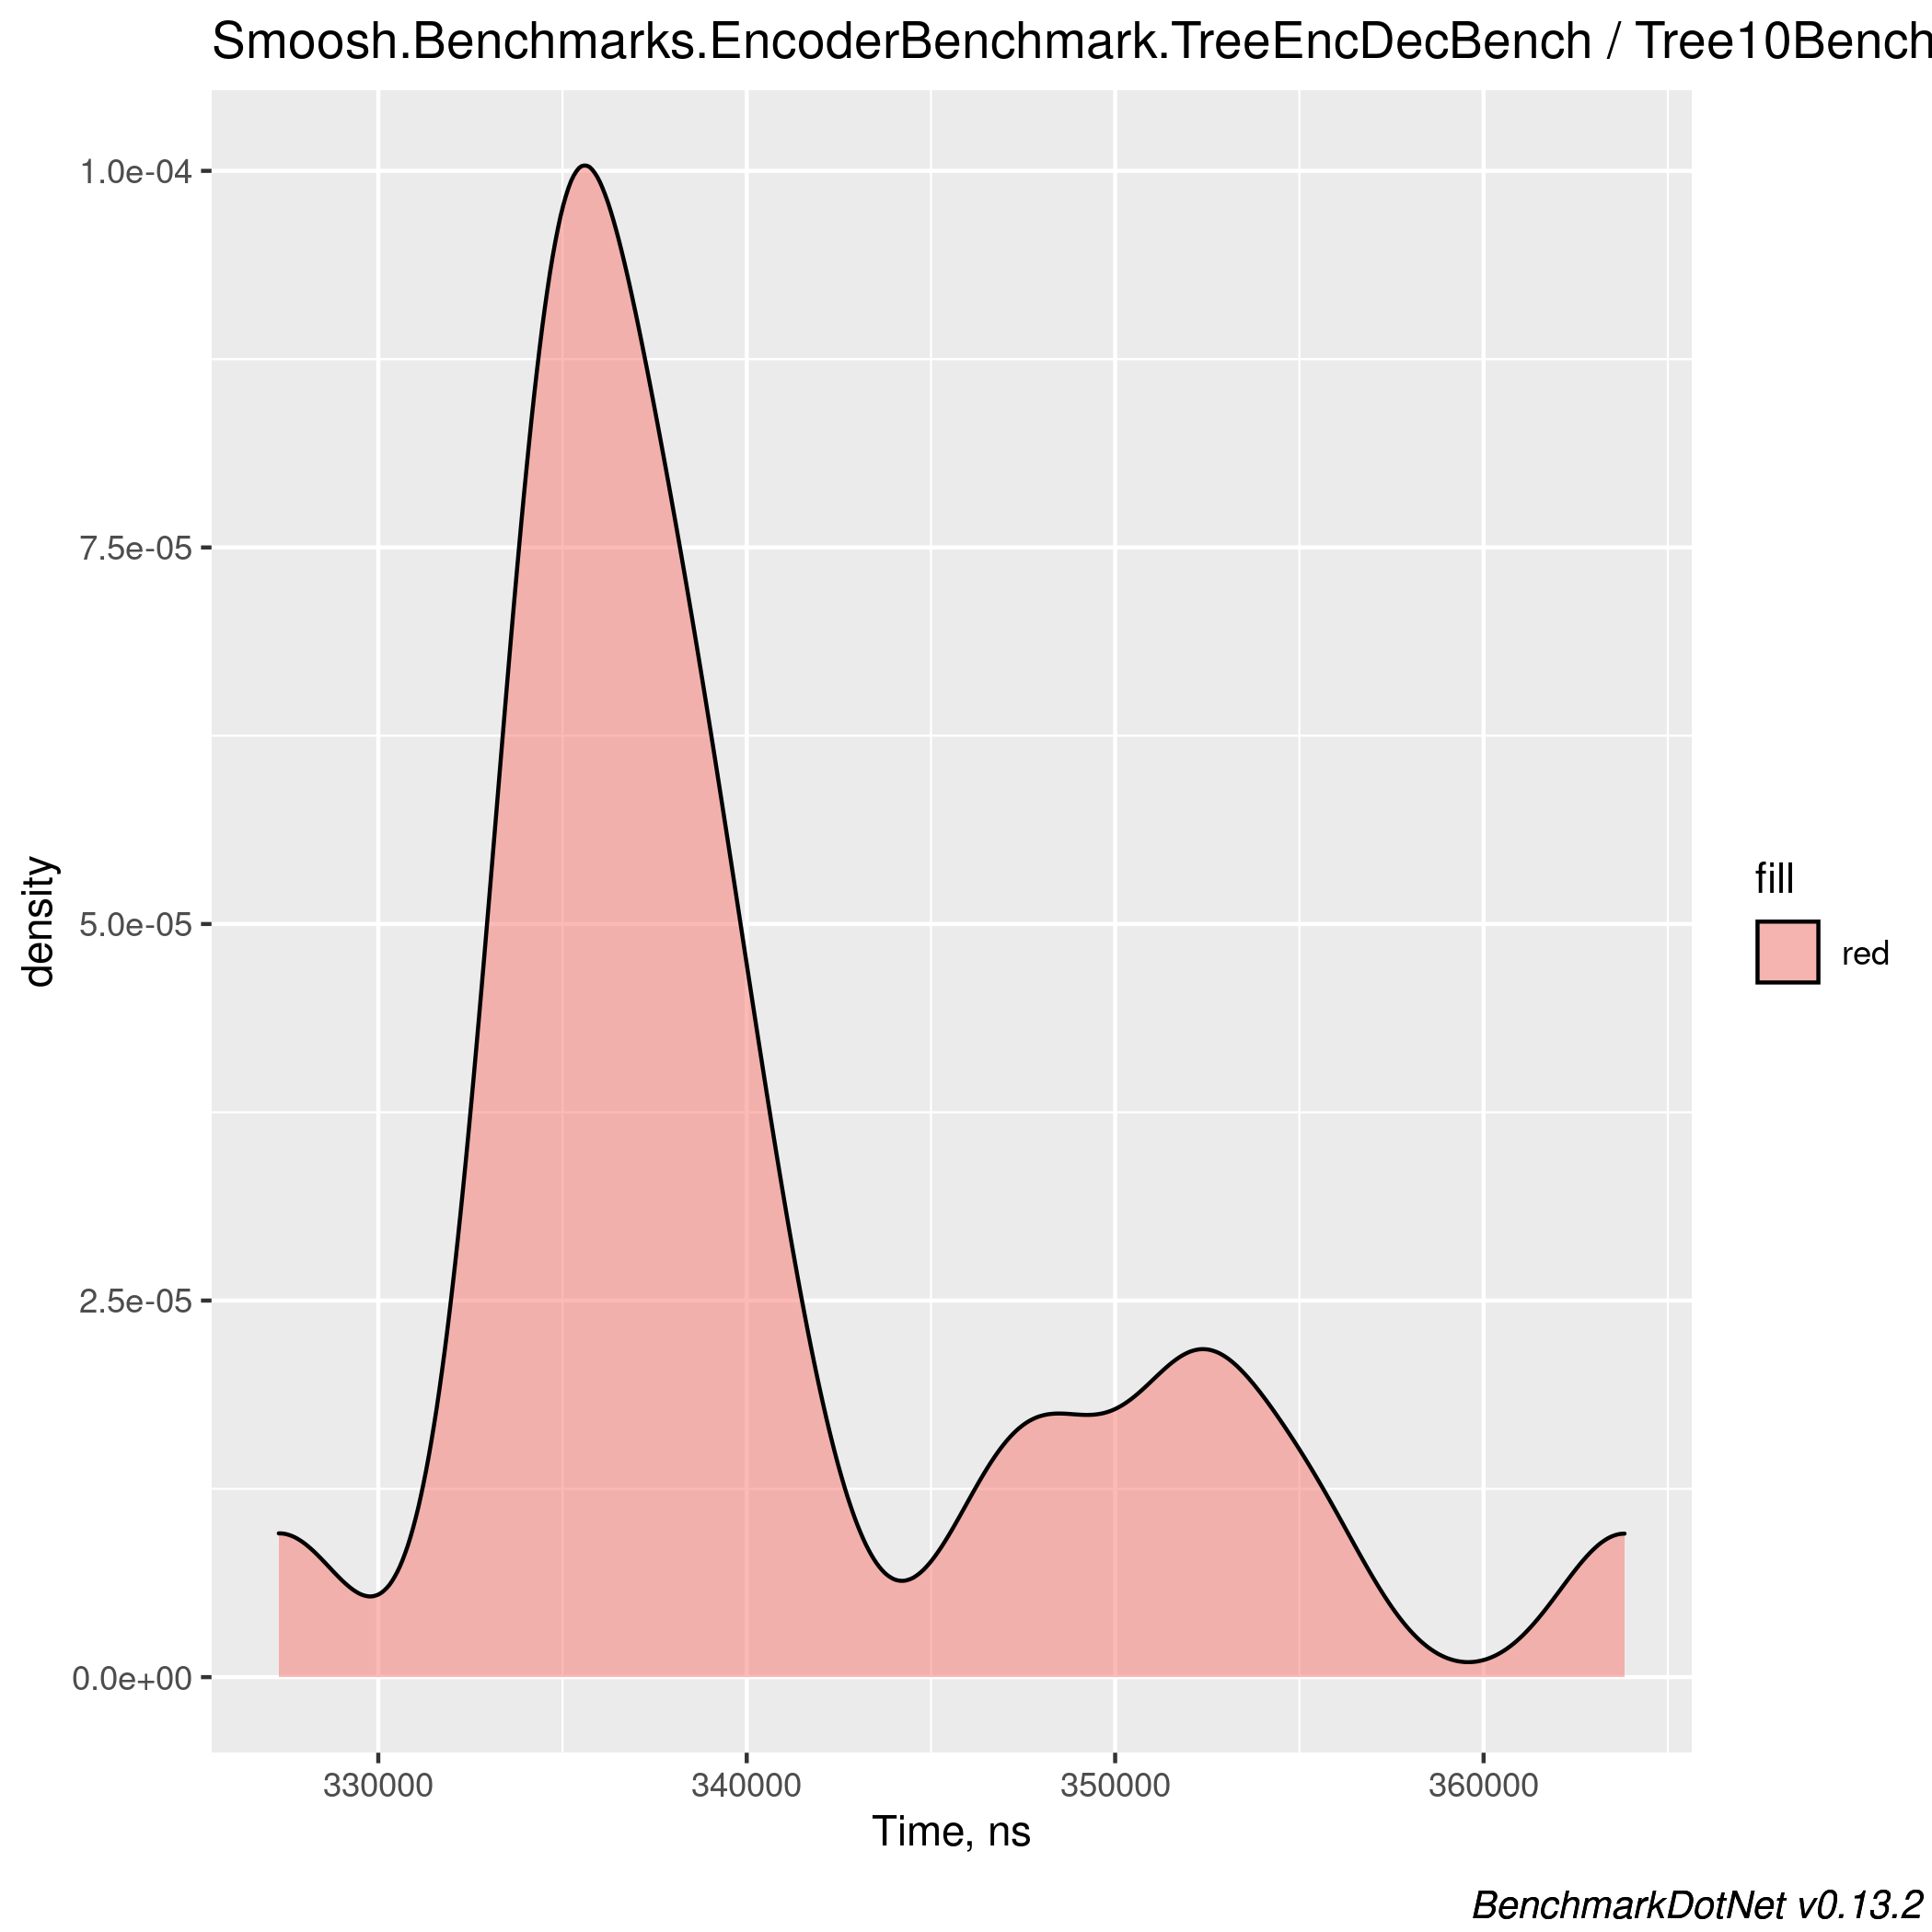 Smoosh.Benchmarks.EncoderBenchmark.TreeEncDecBench / Tree10Bench
1.0e-04
7.5e-05
5.0e-05
2.5e-05
0.0e+00
density
330000 340000 350000 360000
Time, ns
fill
red
BenchmarkDotNet v0.13.2